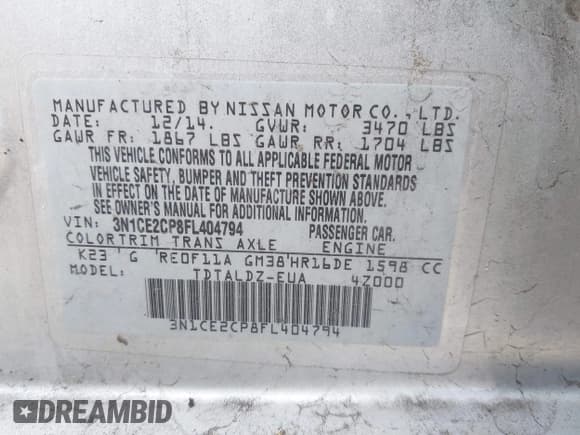 MANUFACTURED BY NISSAN MOTOR CO., LTD.
DATE: 12/14. GVWR: 3470 LBS
GAWR FR: 1867 LBS GAWR RR: 1704 LBS
THIS VEHICLE CONFORMS TO ALL APPLICABLE FEDERAL MOTOR
VEHICLE SAFETY, BUMPER AND THEFT PREVENTION STANDARDS
IN EFFECT ON THE DATE OF MANUFACTURE SHOWN ABOVE.
SEE OWNER'S MANUAL FOR ADDITIONAL INFORMATION.
VIN: 3N1CE2CP8FL404794 PASSENGER CAR.
COLORTRIM TRANS AXLE ENGINE
K23 G RE0F11A GM38 HR16DE 1598 CC
MODEL: TDTALDZ-EUA 4Z000
3N1CE2CP8FL404794
DREAMBID